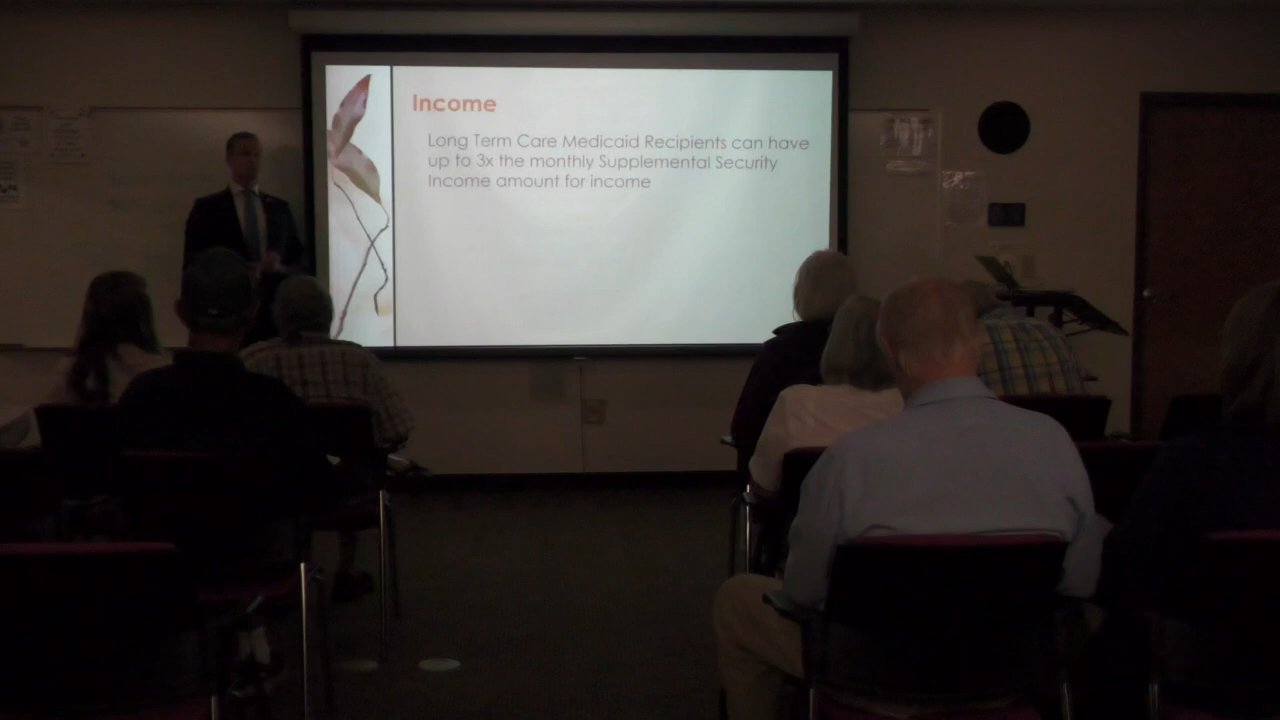 Income
Long Term Care Medicaid Recipients can have
up to 3x the monthly Supplemental Security
Income amount for income